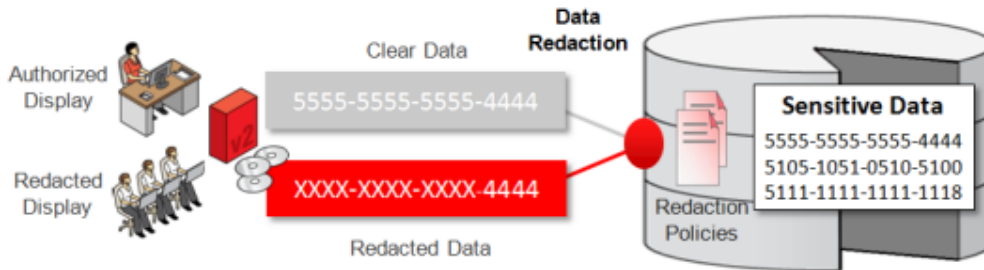 Data
Redaction
Clear Data
Authorized
Display
5555-5555-5555-4444
v2
Sensitive Data
5555-5555-5555-4444
5105-1051-0510-5100
5111-1111-1111-1118
Redacted
Display
XXXX-XXXX-XXXX-4444
Redacted Data
Redaction
Policies